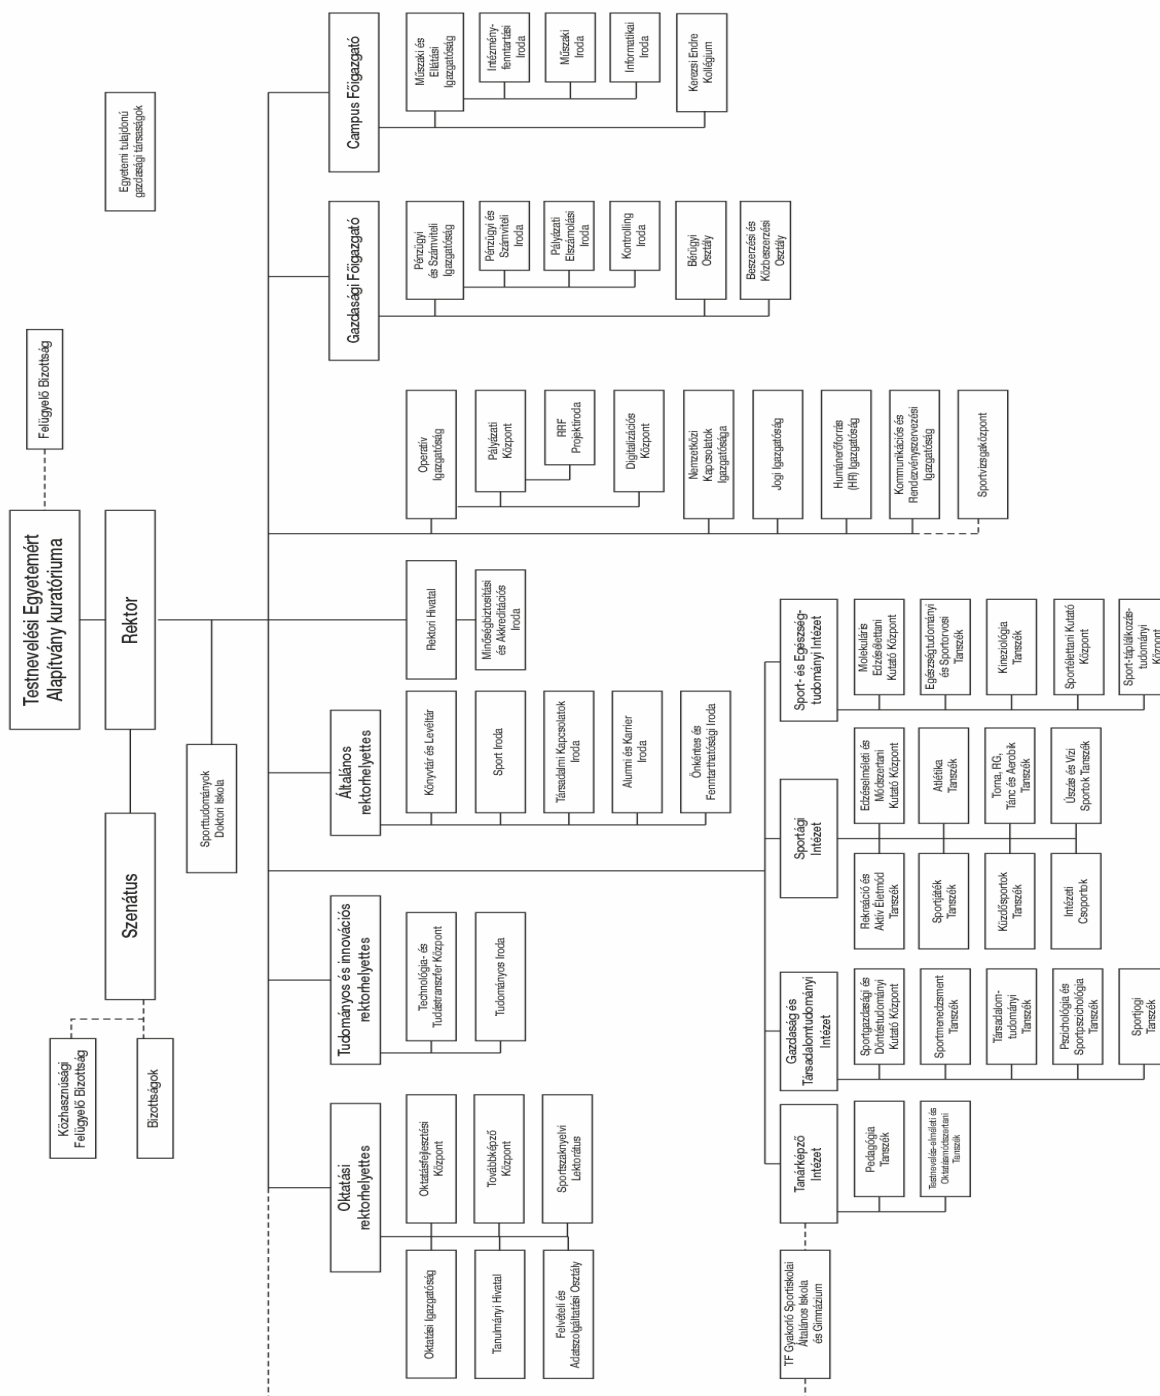 Testnevelési Egyetemért
Alapítvány kuratóriuma
Felügyelő Bizottság
Közhasznúsági
Felügyelő Bizottság
Bizottságok
Szenátus
Rektor
Egyetemi tulajdonú
gazdasági társaságok
Sporttudományok
Doktori Iskola
Oktatási
rektorhelyettes
Oktatási Igazgatóság
Oktatásfejlesztési
Központ
Tanulmányi Hivatal
Továbbképző
Központ
Felvételi és
Adatszolgáltatási Osztály
Sportszaknyelvi
Lektorátus
Tudományos és innovációs
rektorhelyettes
Technológia- és
Tudástranszfer Központ
Tudományos Iroda
Általános
rektorhelyettes
Könyvtár és Levéltár
Sport Iroda
Társadalmi Kapcsolatok
Iroda
Alumni és Karrier
Iroda
Önkéntes és
Fenntarthatósági Iroda
Rektori Hivatal
Minőségbiztosítási
és Akkreditációs
Iroda
Operatív
Igazgatóság
Pályázati
Központ
RRF
Projektiroda
Digitalizációs
Központ
Nemzetközi
Kapcsolatok
Igazgatósága
Jogi Igazgatóság
Humánerőforrás
(HR) Igazgatóság
Kommunikációs és
Rendezvényszervezési
Igazgatóság
Sportvizsgaközpont
Gazdasági Főigazgató
Pénzügyi
és Számviteli
Igazgatóság
Pénzügyi és
Számviteli
Iroda
Pályázati
Elszámolási
Iroda
Kontrolling
Iroda
Bérügyi
Osztály
Beszerzési és
Közbeszerzési
Osztály
Campus Főigazgató
Műszaki és
Ellátási
Igazgatóság
Intézmény-
fenntartási
Iroda
Műszaki
Iroda
Informatikai
Iroda
Kerezsi Endre
Kollégium
TF Gyakorló Sportiskolai
Általános Iskola
és Gimnázium
Tanárképző
Intézet
Pedagógia
Tanszék
Testnevelés-elméleti és
Oktatásmódszertani
Tanszék
Gazdaság és
Társadalomtudományi
Intézet
Sportgazdasági és
Döntéstudományi
Kutató Központ
Sportmenedzsment
Tanszék
Társadalom-
tudományi
Tanszék
Pszichológia és
Sportpszichológia
Tanszék
Sportjogi
Tanszék
Sportági
Intézet
Rekreáció és
Aktív Életmód
Tanszék
Edzéselméleti és
Módszertani
Kutató Központ
Sportjáték
Tanszék
Atlétika
Tanszék
Küzdősportok
Tanszék
Torna, RG,
Tánc és Aerobik
Tanszék
Intézeti
Csoportok
Úszás és Vízi
Sportok Tanszék
Sport- és Egészség-
tudományi Intézet
Molekuláris
Edzésélettani
Kutató Központ
Egészségtudományi
és Sportorvosi
Tanszék
Kineziológia
Tanszék
Sportélettani Kutató
Központ
Sport-táplálkozás-
tudományi
Központ